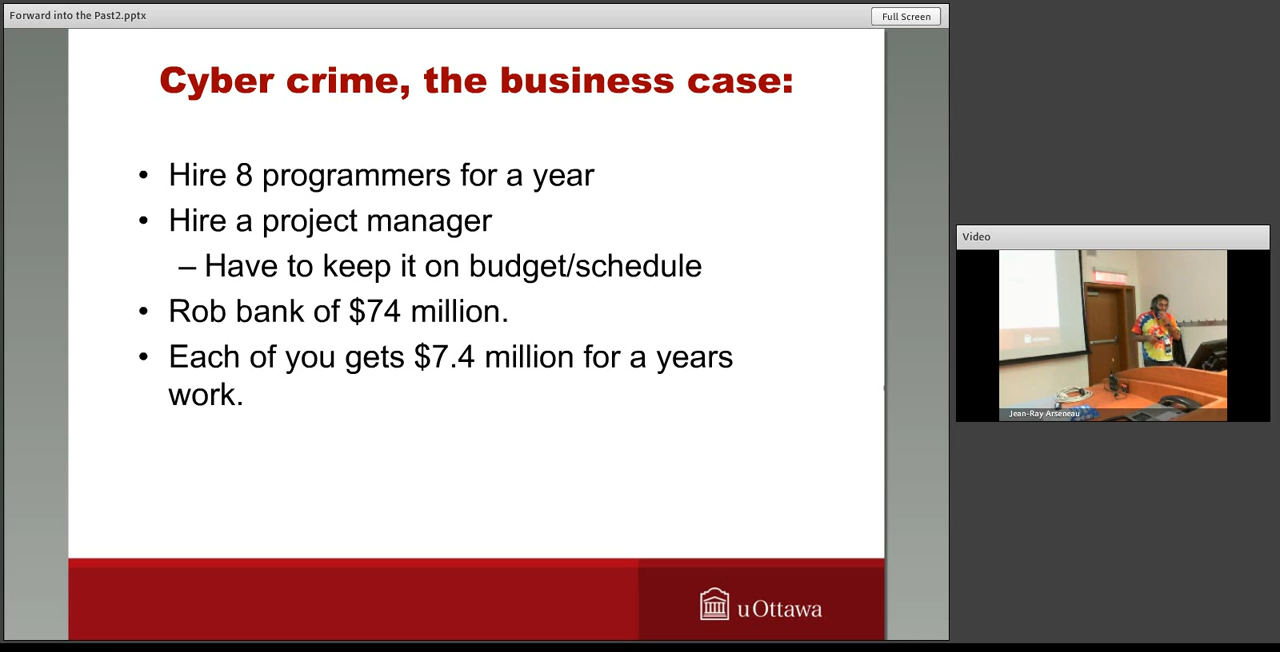 Forward into the Past2.pptx
Full Screen
Cyber crime, the business case:
• Hire 8 programmers for a year
• Hire a project manager
– Have to keep it on budget/schedule
• Rob bank of $74 million.
• Each of you gets $7.4 million for a years
work.
uOttawa
Video
Jean-Ray Arseneau